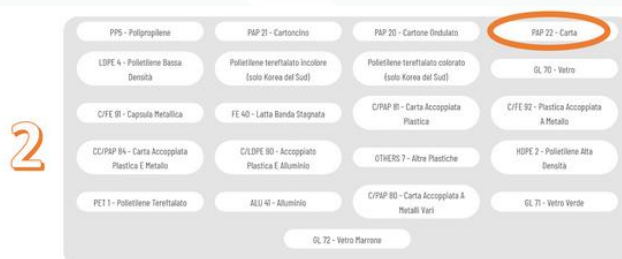 PP5 - Polipropilene
PAP 21 - Cartoncino
PAP 20 - Cartone Ondulato
PAP 22 - Carta
LDPE 4 - Polietilene Bassa
Densità
Polietilene tereftalato incolore
(solo Korea del Sud)
Polietilene tereftalato colorato
(solo Korea del Sud)
GL 70 - Vetro
C/FE 91 - Capsula Metallica
FE 40 - Latta Banda Stagnata
C/PAP 81 - Carta Accoppiata
Plastica
C/FE 92 - Plastica Accoppiata
A Metallo
2
CC/PAP 84 - Carta Accoppiata
Plastica E Metallo
C/LDPE 90 - Accoppiato
Plastica E Alluminio
OTHERS 7 - Altre Plastiche
HDPE 2 - Polietilene Alta
Densità
PET 1 - Polietilene Tereftalato
ALU 41 - Alluminio
C/PAP 80 - Carta Accoppiata A
Metalli Vari
GL 71 - Vetro Verde
GL 72 - Vetro Marrone